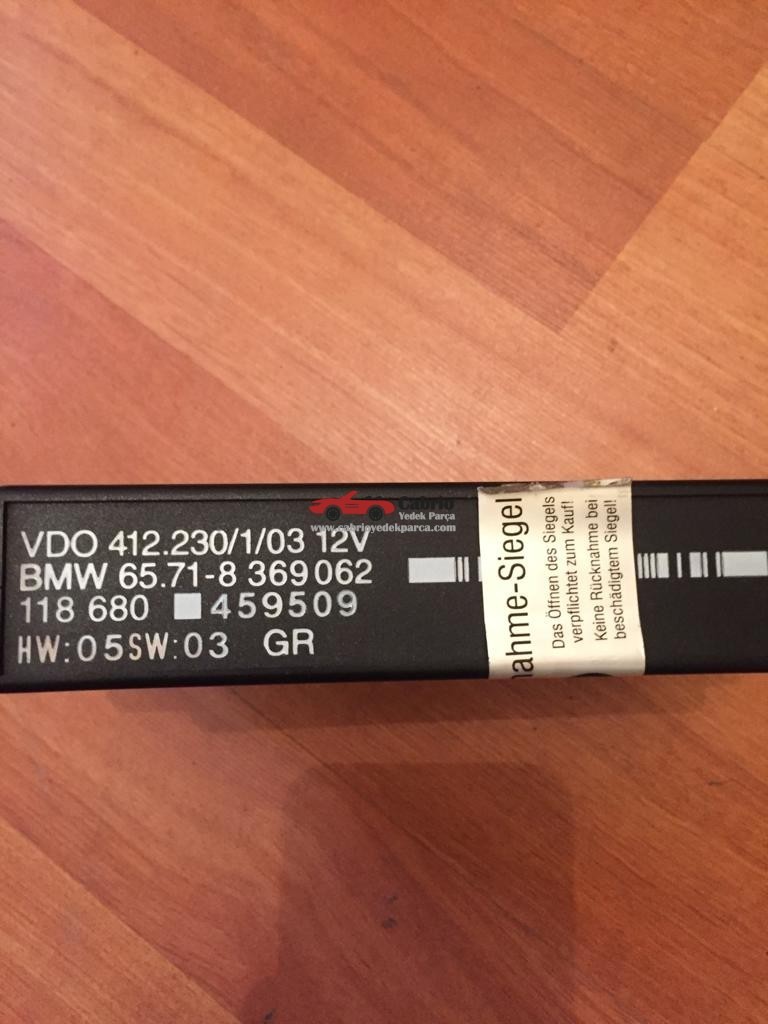 Yedek Parça
www.cabrioyedekparca.com
VDO 412.230/1/03 12V
BMW 65.71-8 369 062
118 680 459509
HW:05SW:03 GR
nahme-Siegel
Das Öffnen des Siegels
verpflichtet zum Kauf!
Keine Rücknahme bei
beschädigtem Siegel!